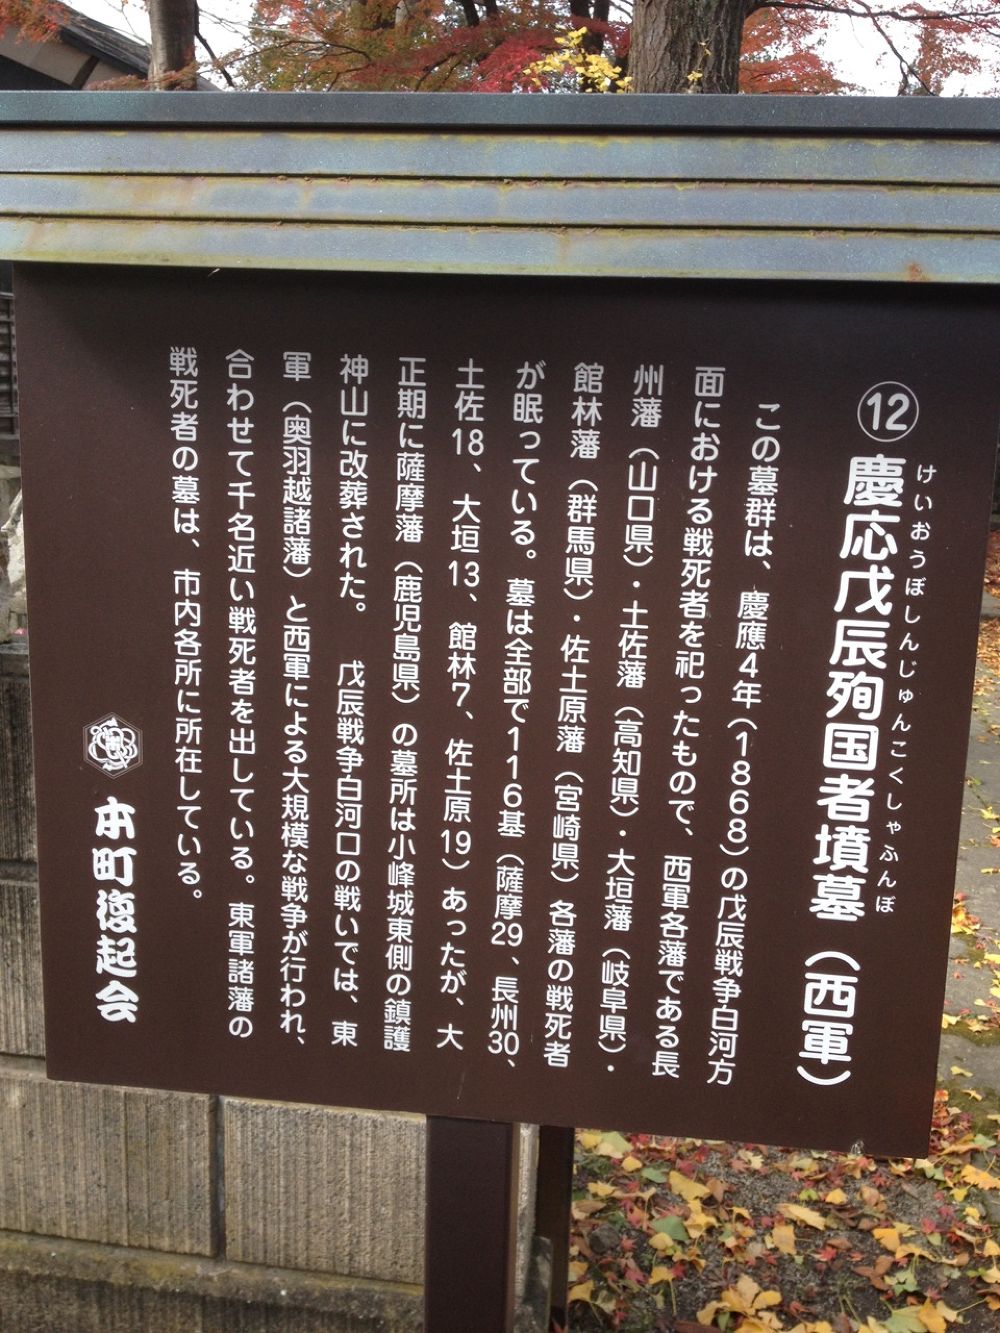 ⑫慶応戊辰殉国者墳墓（西軍）
けいおうぼしんじゅんこくしゃふんぼ
この墓群は、慶應4年（1868）の戊辰戦争白河方
面における戦死者を祀ったもので、西軍各藩である長
州藩（山口県）・土佐藩（高知県）・大垣藩（岐阜県）・
館林藩（群馬県）・佐土原藩（宮崎県）各藩の戦死者
が眠っている。墓は全部で116基（薩摩29、長州30、
土佐18、大垣13、館林7、佐土原19）あったが、大
正期に薩摩藩（鹿児島県）の墓所は小峰城東側の鎮護
神山に改葬された。　戊辰戦争白河口の戦いでは、東
軍（奥羽越諸藩）と西軍による大規模な戦争が行われ、
合わせて千名近い戦死者を出している。東軍諸藩の
戦死者の墓は、市内各所に所在している。
本町復起会